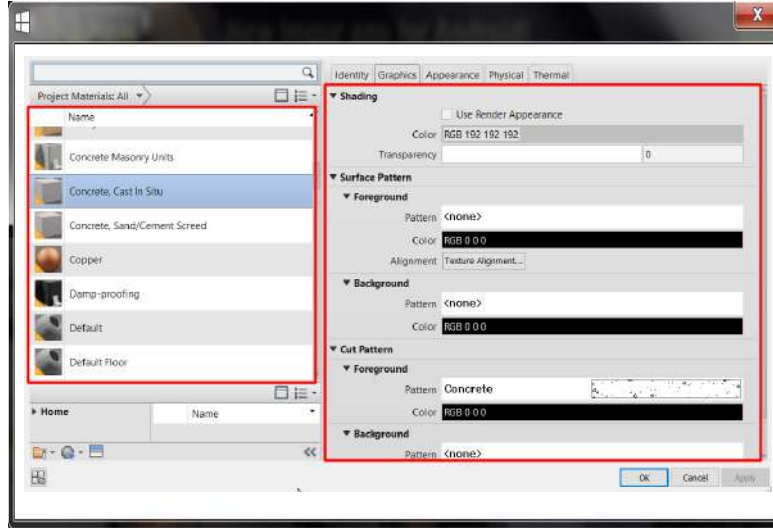 X
Identity Graphics Appearance Physical Thermal
Project Materials: All
Name
Concrete Masonry Units
Concrete, Cast In Situ
Concrete, Sand/Cement Screed
Copper
Damp-proofing
Default
Default Floor
Home
Name
Shading
Use Render Appearance
Color RGB 192 192 192
Transparency 0
Surface Pattern
Foreground
Pattern <none>
Color RGB 0 0 0
Alignment Texture Alignment...
Background
Pattern <none>
Color RGB 0 0 0
Cut Pattern
Foreground
Pattern Concrete
Color RGB 0 0 0
Background
Pattern <none>
OK Cancel Apply